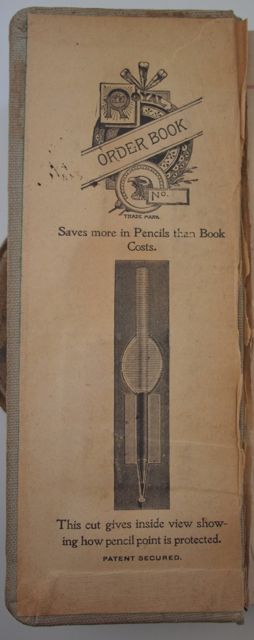 ORDER BOOK
No.
TRADE MARK.
Saves more in Pencils than Book
Costs.
This cut gives inside view show-
ing how pencil point is protected.
PATENT SECURED.